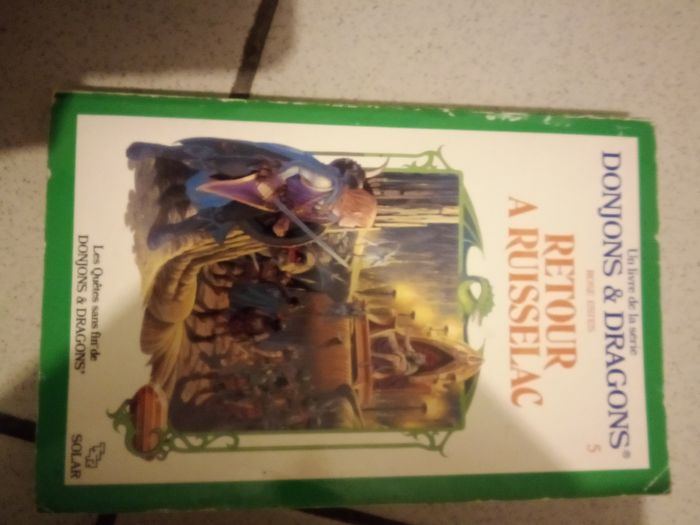 Un livre de la série
DONJONS & DRAGONS®
ROSE ESTES
5
RETOUR
A RUISSELAC
Les Quêtes sans fin de
DONJONS & DRAGONS®
SOLAR